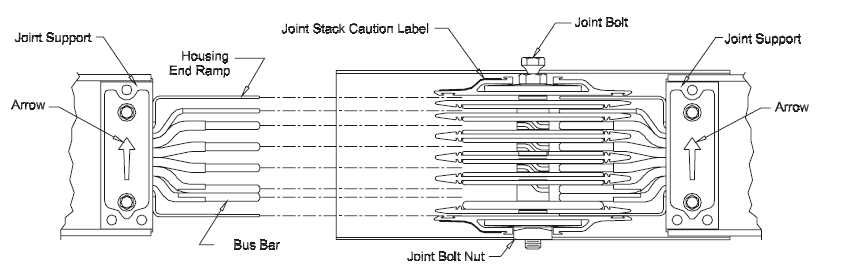 Joint Bolt
Joint Stack Caution Label
Joint Support
Joint Support
Housing
End Ramp
Arrow
Arrow
Bus Bar
Joint Bolt Nut